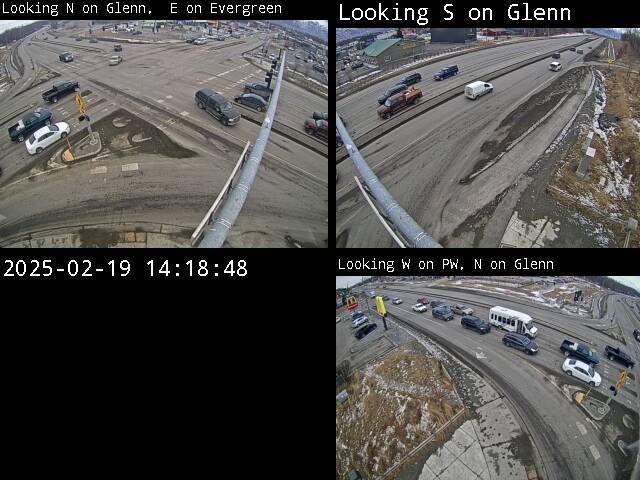 Looking N on Glenn,  E on Evergreen
Looking S on Glenn
2025-02-19 14:18:48
Looking W on PW, N on Glenn